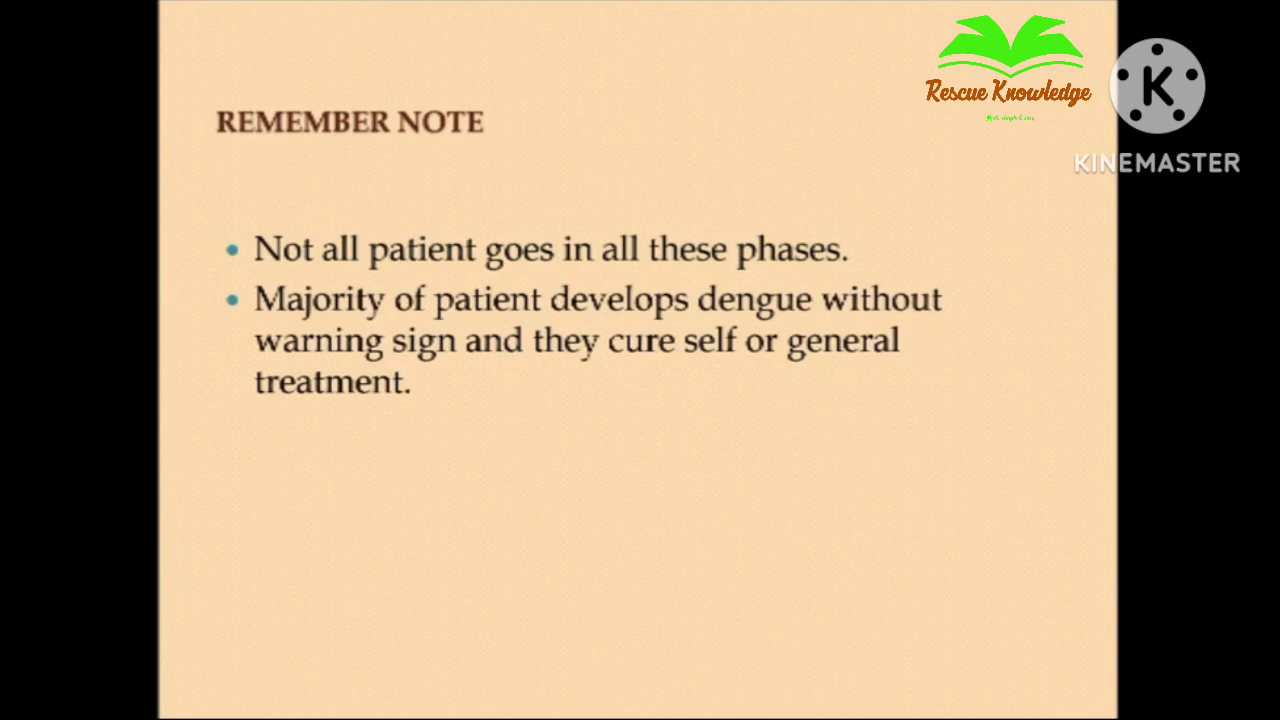 Rescue Knowledge
KINEMASTER
REMEMBER NOTE
Not all patient goes in all these phases.
Majority of patient develops dengue without
warning sign and they cure self or general
treatment.